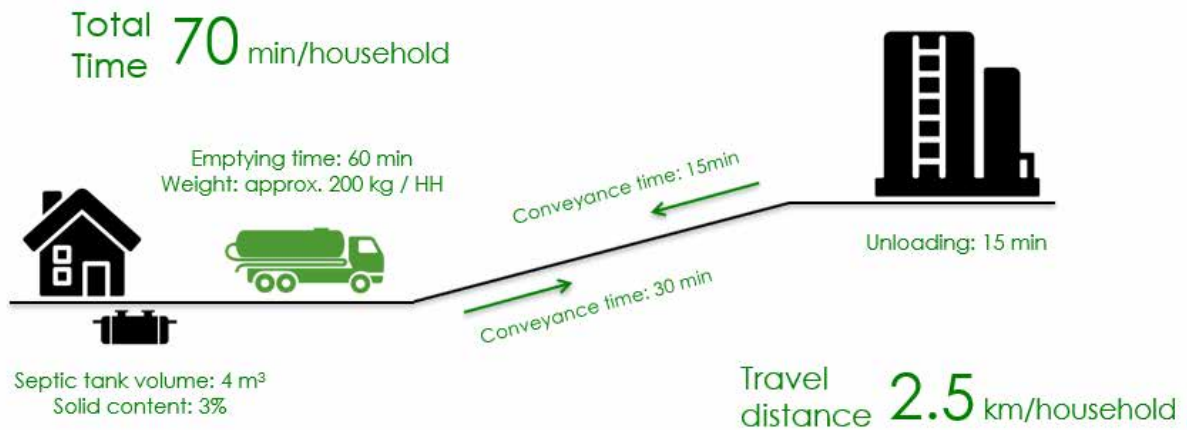 Total
Time 70 min/household
Emptying time: 60 min
Weight: approx. 200 kg / HH
Conveyance time: 15min
Unloading: 15 min
Conveyance time: 30 min
Septic tank volume: 4 m³
Solid content: 3%
Travel
distance 2.5 km/household